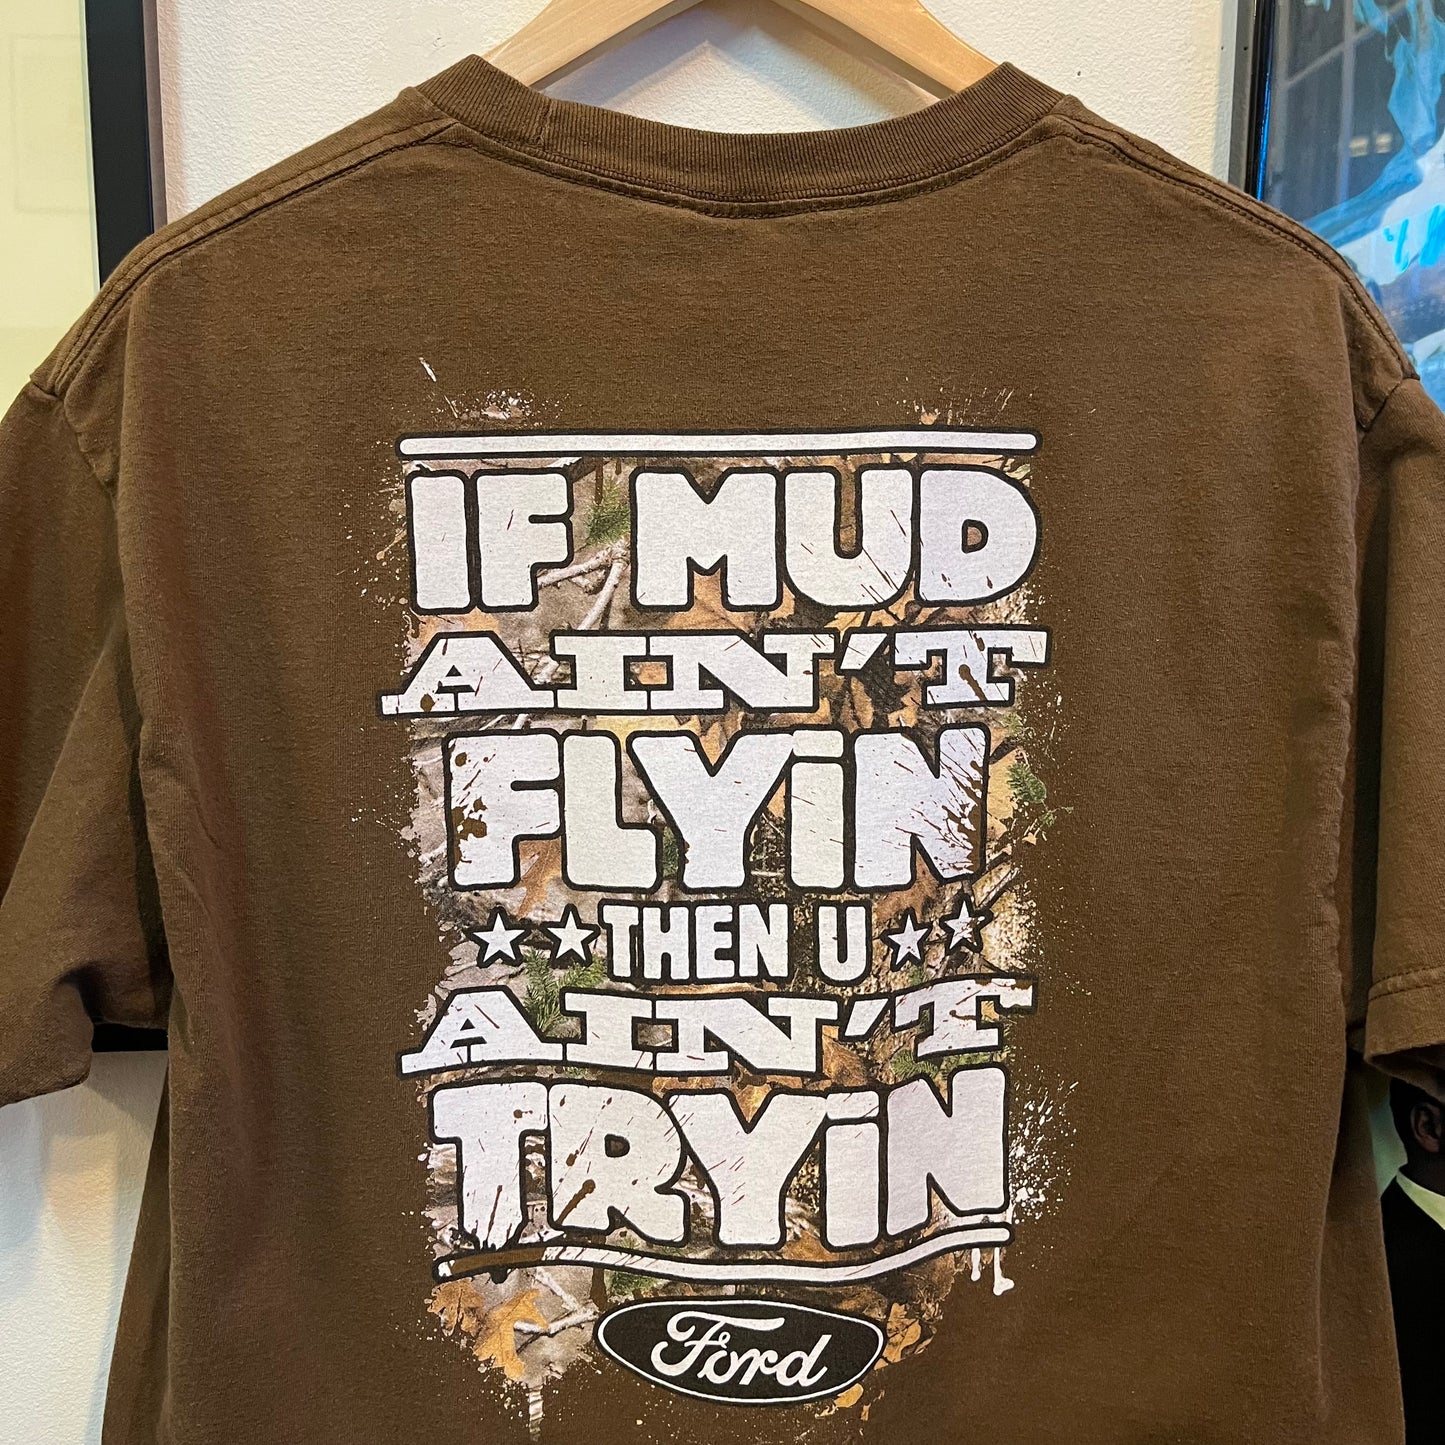 IF MUD
AIN'T
FLYiN
THEN U
AIN'T
TRYiN
Ford